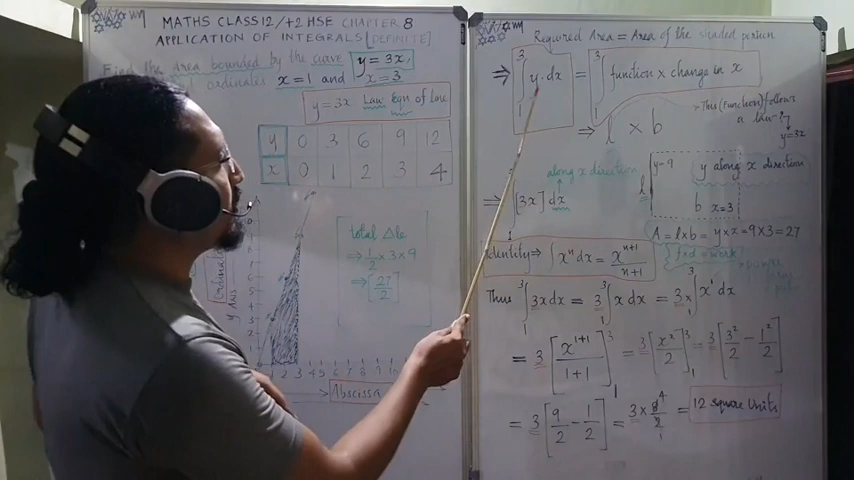 MATHS CLASS 12 / +2 HSE CHAPTER 8
APPLICATION OF INTEGRALS [DEFINITE]
Find the area bounded by the curve y = 3x,
ordinates x = 1 and x = 3
y = 3x Law Eqn of line
y 0 3 6 9 12
x 0 1 2 3 4
total Δle
⇒ 1/2 × 3 × 9
⇒ [27/2]
Ordinate
y Axis
Abscissa
Required Area = Area of the shaded portion
⇒ ∫₁³ y. dx = ∫₁³ function × change in x
⇒ l × b
This (function) follows
a law
y = 3x
along x direction
⇒ ∫ [3x] dx
y = 9
l
b x = 3
y along x direction
A = l × b = y × x = 9 × 3 = 27
Identity ⇒ ∫ xⁿ dx = xⁿ⁺¹/n+1
Thus ∫₁³ 3x dx = 3 ∫₁³ x dx = 3 × ∫₁³ x¹ dx
= 3 [x¹⁺¹/1+1]₁³ = 3 [x²/2]₁³ = 3 [3²/2 − 1²/2]
= 3 [9/2 − 1/2] = 3 × 8/2 = 12 square Units